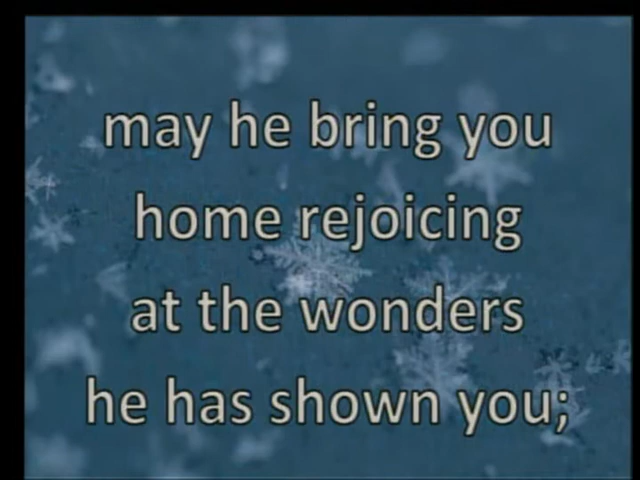 may he bring you
home rejoicing
at the wonders
he has shown you;